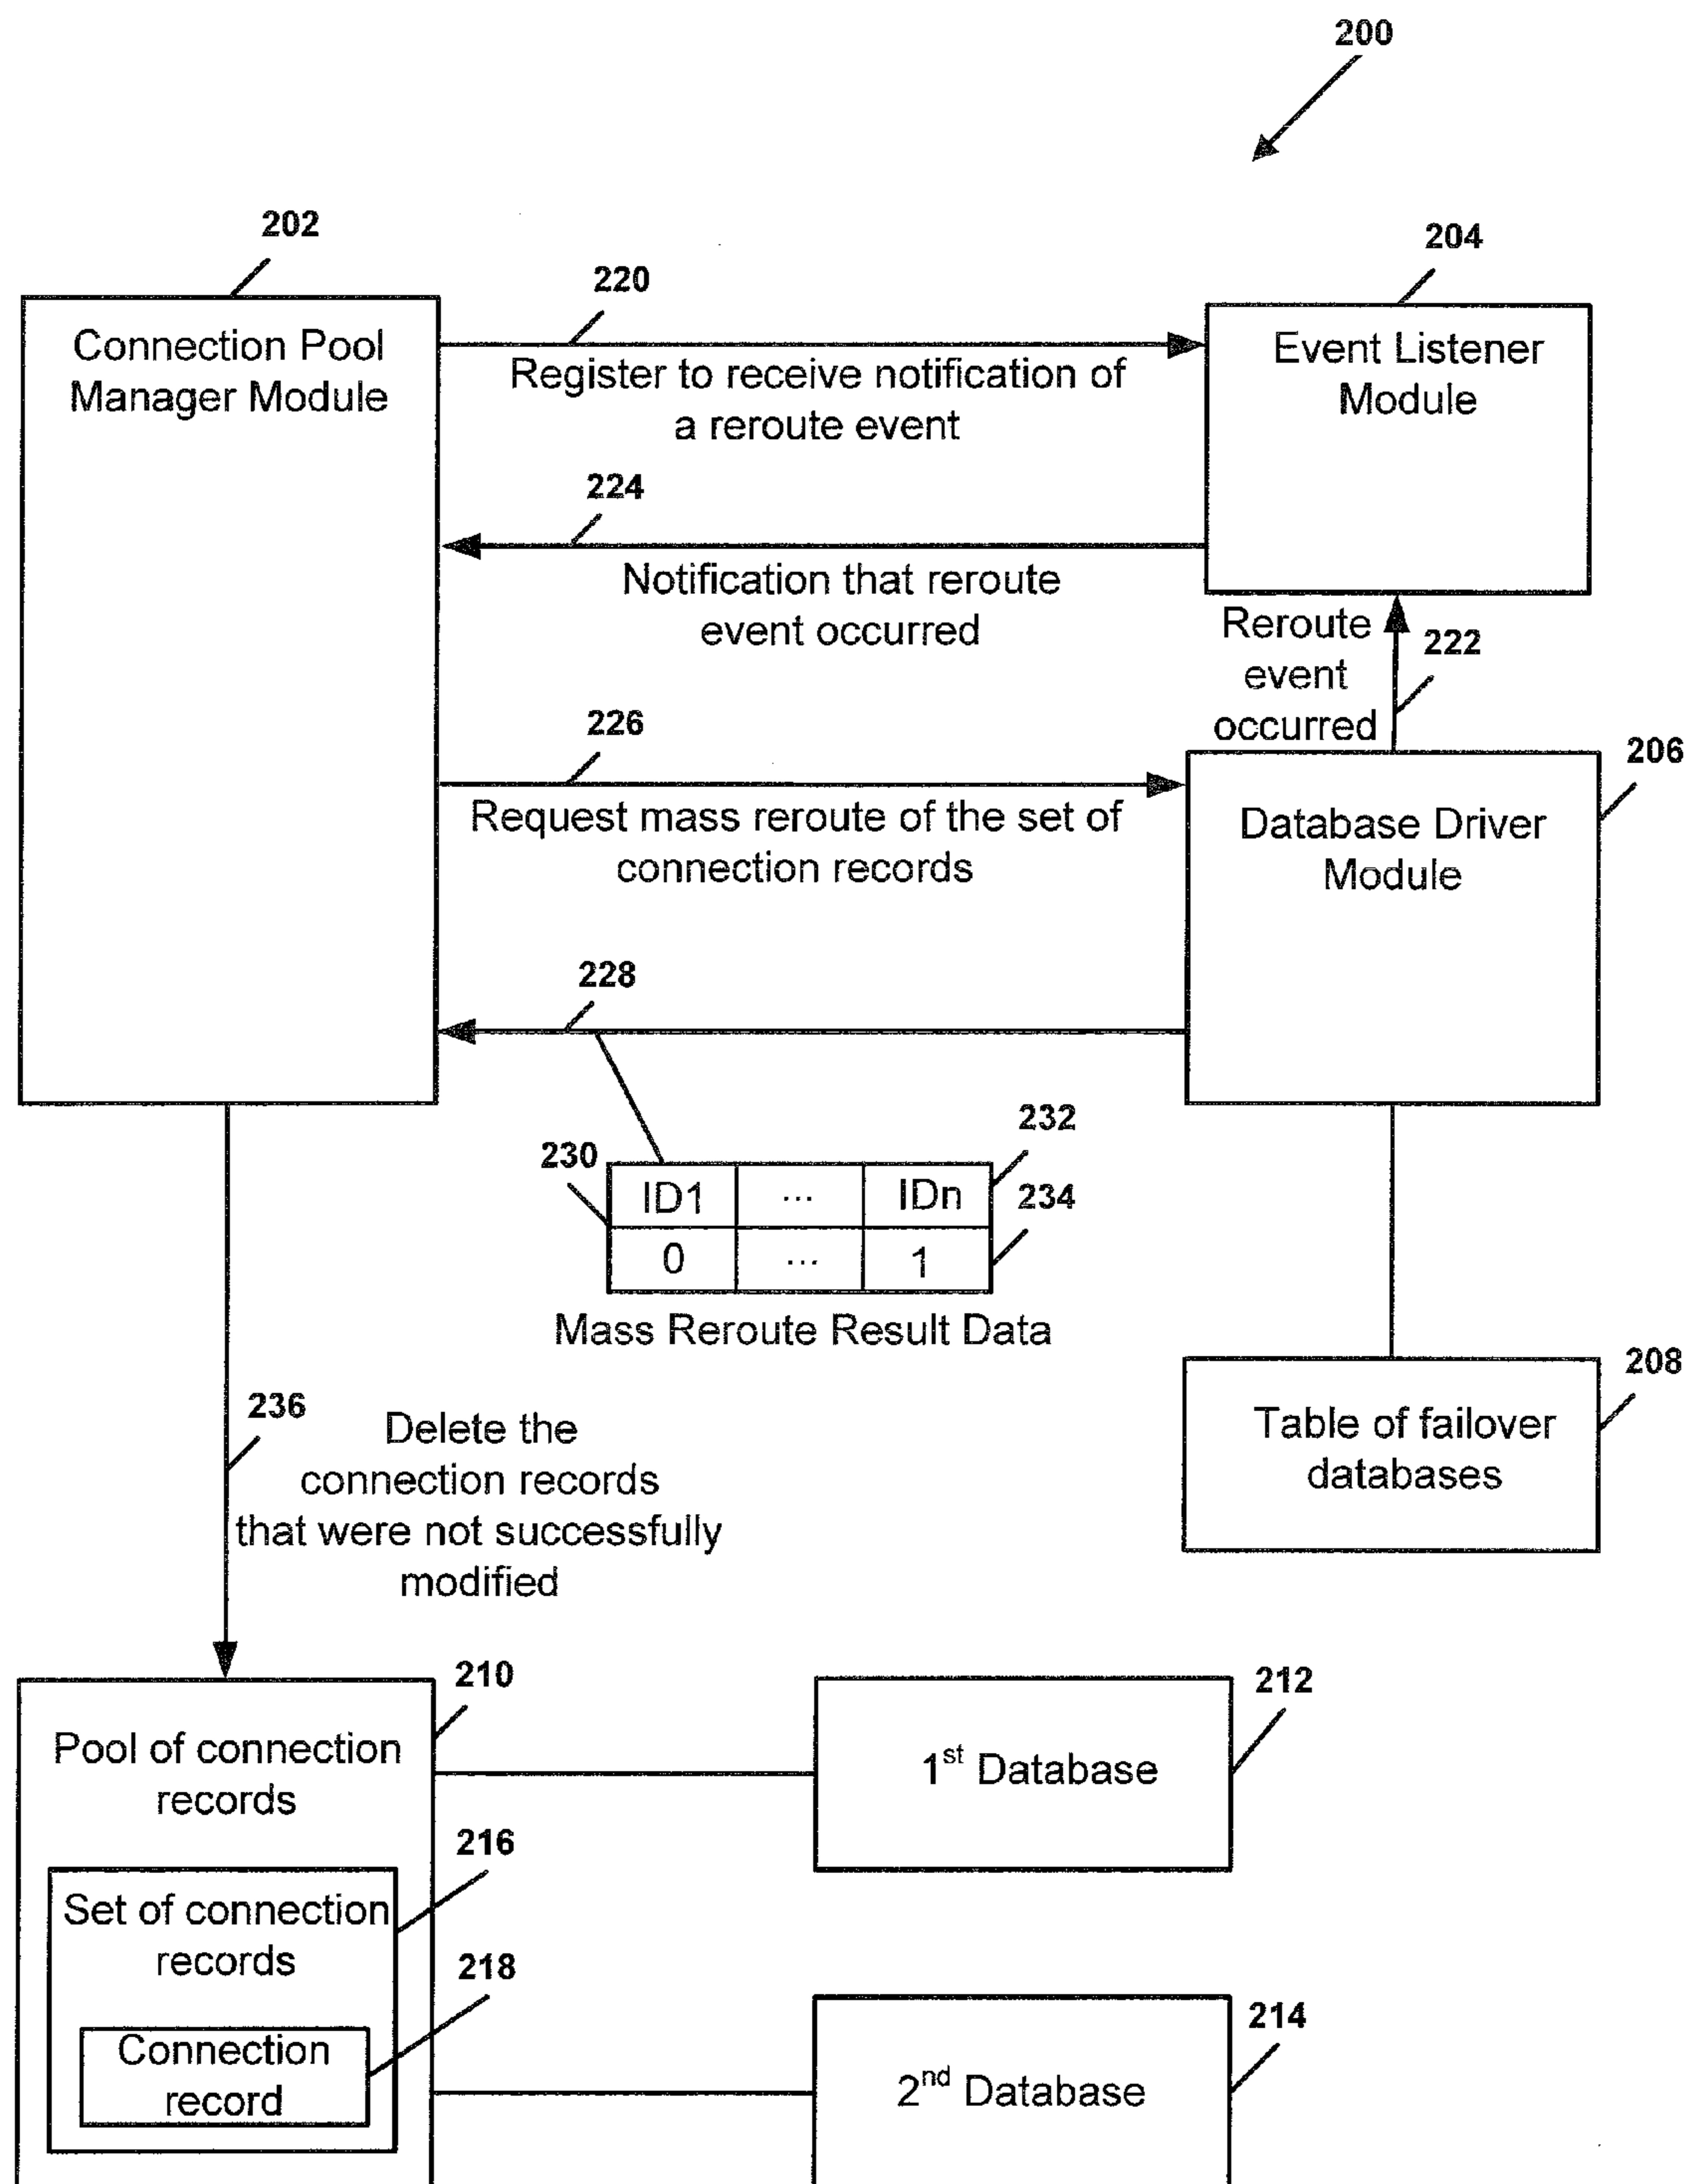 200
202
204
220
Connection Pool
Manager Module
Event Listener
Module
Register to receive notification of
a reroute event
224
Notification that reroute
event occurred
Reroute
event
occurred
222
226
206
Request mass reroute of the set of
connection records
Database Driver
Module
228
230
232
234
ID1 ... IDn
0 ... 1
Mass Reroute Result Data
208
Table of failover
databases
236
Delete the
connection records
that were not successfully
modified
210
212
Pool of connection
records
1st Database
216
Set of connection
records
218
Connection
record
214
2nd Database